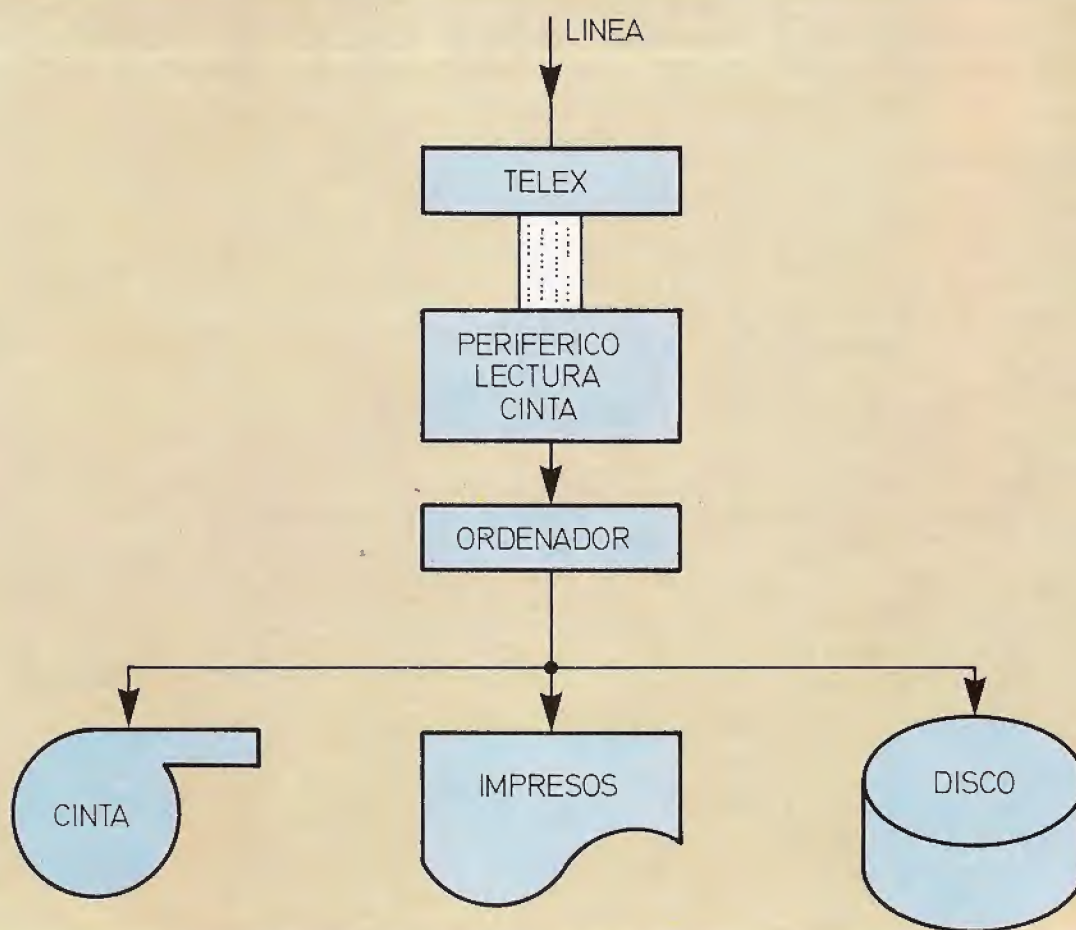 LINEA
TELEX
PERIFERICO
LECTURA
CINTA
ORDENADOR
CINTA
IMPRESOS
DISCO